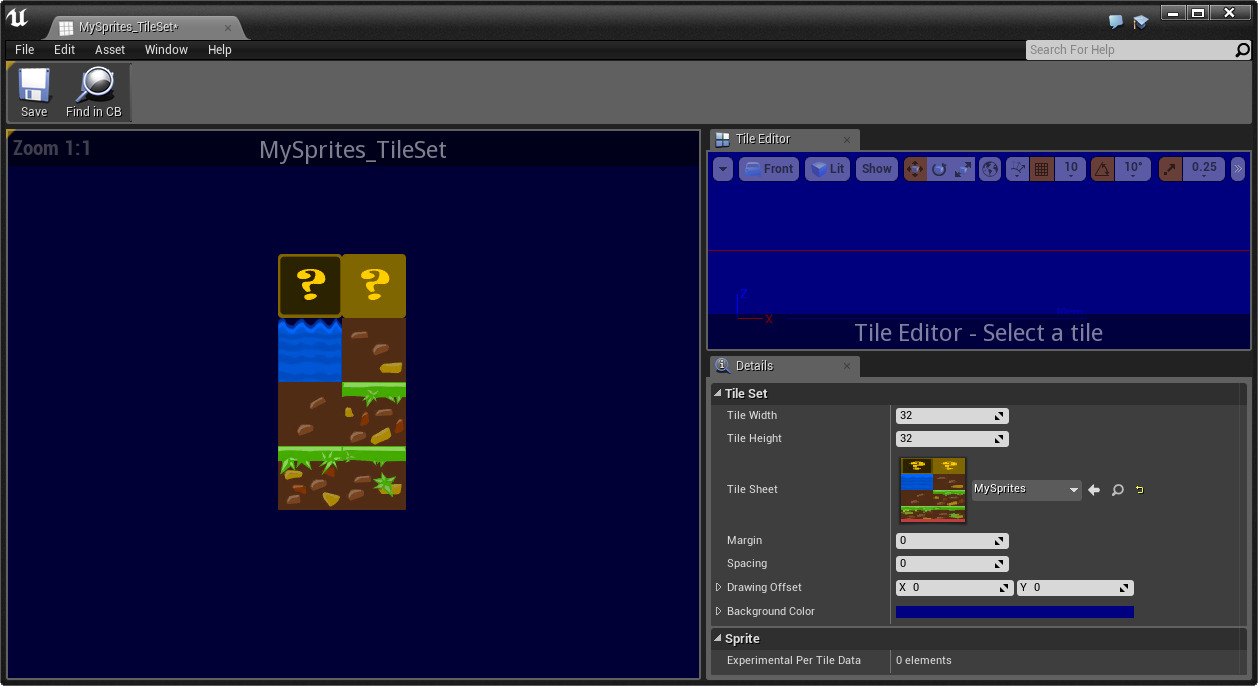 MySprites_TileSet*
File Edit Asset Window Help
Search For Help
Save Find in CB
Zoom 1:1
MySprites_TileSet
? ?
Tile Editor
Front Lit Show 10 10° 0.25
Z
X
Tile Editor - Select a tile
Details
Tile Set
Tile Width 32
Tile Height 32
Tile Sheet MySprites
Margin 0
Spacing 0
Drawing Offset X 0 Y 0
Background Color
Sprite
Experimental Per Tile Data 0 elements